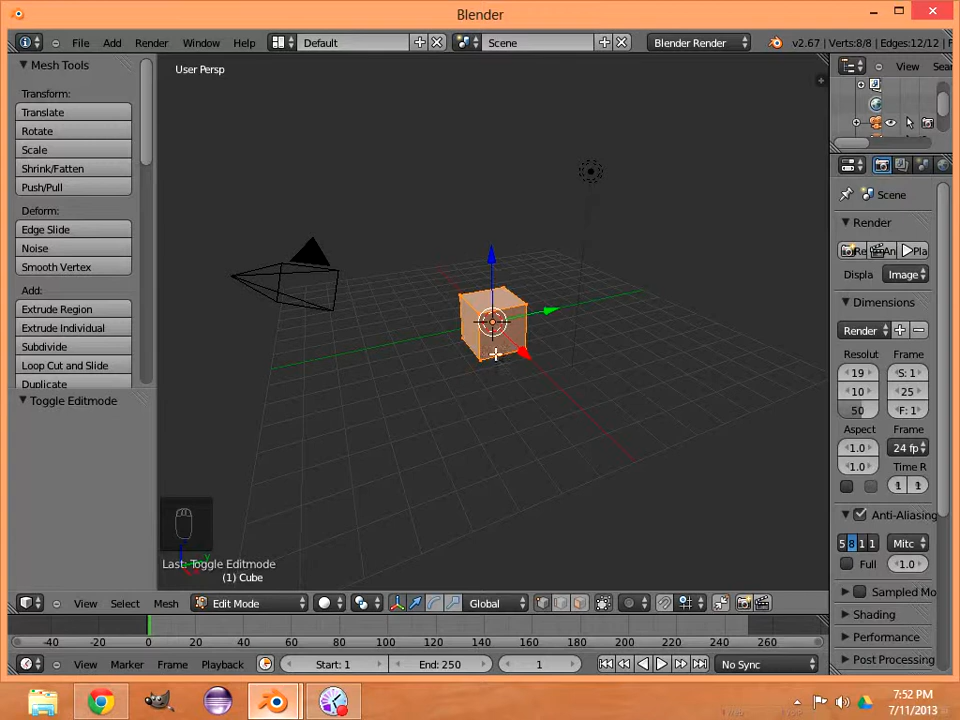 Blender
File Add Render Window Help Default Scene Blender Render v2.67 | Verts:8/8 | Edges:12/12 | F
Mesh Tools
User Persp
View Sear
Transform:
Translate
Rotate
Scale
Shrink/Fatten
Push/Pull
Deform:
Edge Slide
Noise
Smooth Vertex
Add:
Extrude Region
Extrude Individual
Subdivide
Loop Cut and Slide
Duplicate
Toggle Editmode
Scene
Render
Re An Pla
Displa Image
Dimensions
Render
Resolut Frame
19 S: 1
10 25
50 F: 1
Aspect Frame
1.0 24 fp
1.0 Time R
1 1
Anti-Aliasing
5 8 1 1 Mitc
Full 1.0
Sampled Mo
Shading
Performance
Post Processing
y
Last: Toggle Editmode
(1) Cube
View Select Mesh Edit Mode Global
-40 -20 0 20 40 60 80 100 120 140 160 180 200 220 240 260
View Marker Frame Playback Start: 1 End: 250 1 No Sync
7:52 PM
7/11/2013